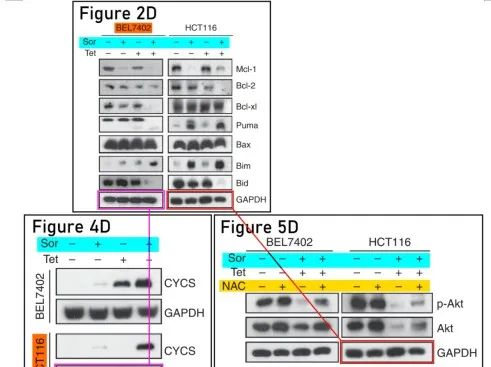 Figure 2D
BEL7402 HCT116
Sor - + - + - + - +
Tet - - + + - - + +
Mcl-1
Bcl-2
Bcl-xl
Puma
Bax
Bim
Bid
GAPDH
Figure 4D
Sor - + - +
Tet - - + +
BEL7402
CYCS
GAPDH
CT116
CYCS
Figure 5D
BEL7402 HCT116
Sor - - + + - - + +
Tet - - + + - - + +
NAC - + - + - + - +
p-Akt
Akt
GAPDH